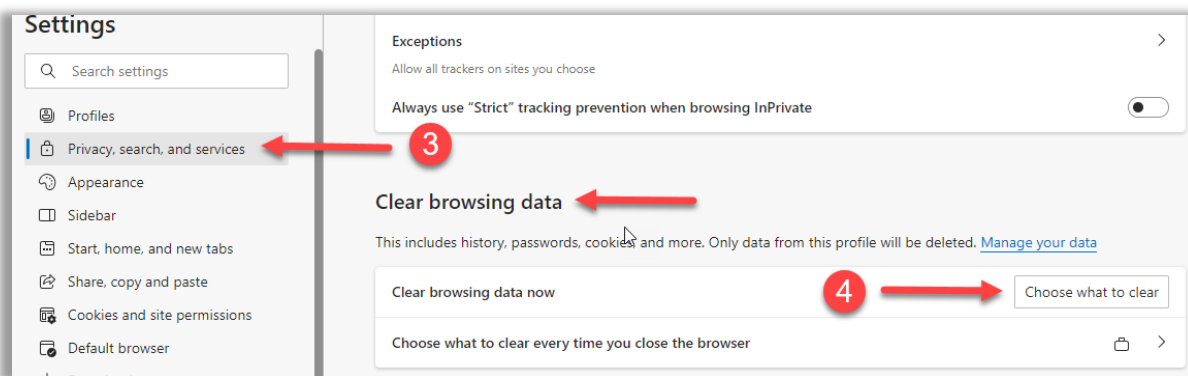 Settings
Search settings
Profiles
Privacy, search, and services
Appearance
Sidebar
Start, home, and new tabs
Share, copy and paste
Cookies and site permissions
Default browser
3
Exceptions
Allow all trackers on sites you choose
Always use “Strict” tracking prevention when browsing InPrivate
Clear browsing data
This includes history, passwords, cookies, and more. Only data from this profile will be deleted. Manage your data
Clear browsing data now
4
Choose what to clear
Choose what to clear every time you close the browser